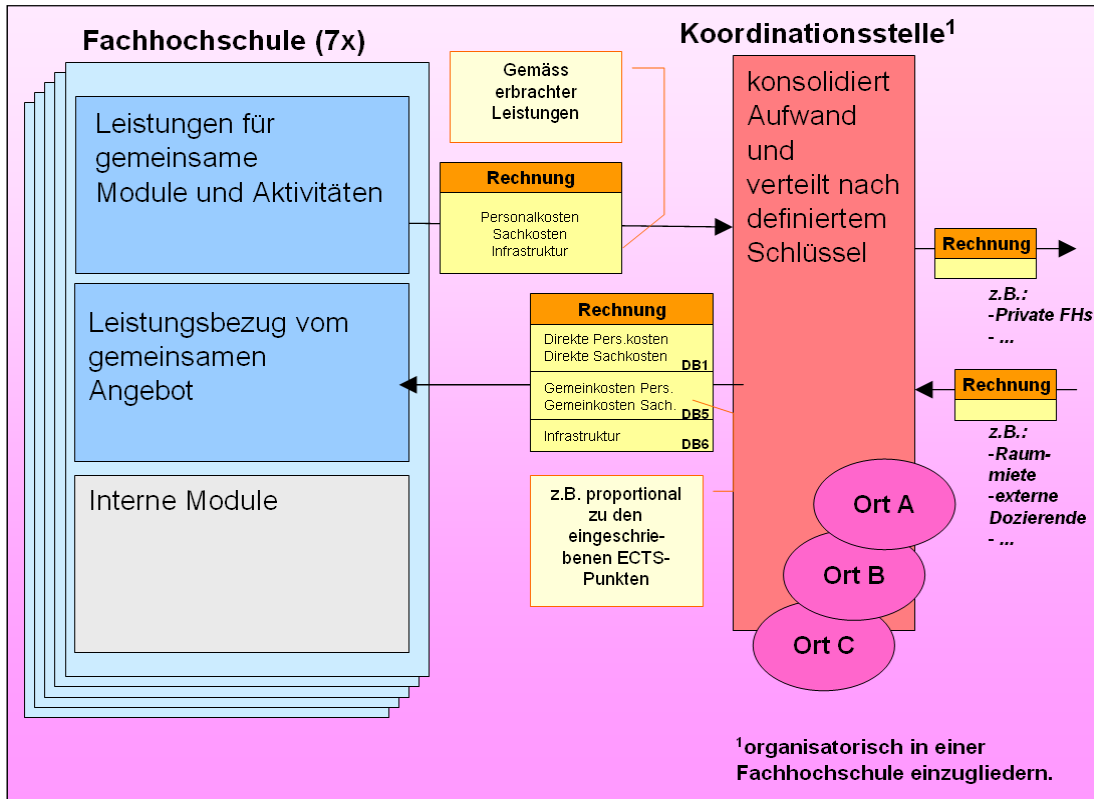 Fachhochschule (7x)
Leistungen für
gemeinsame
Module und Aktivitäten
Leistungsbezug vom
gemeinsamen
Angebot
Interne Module
Gemäss
erbrachter
Leistungen
Rechnung
Personalkosten
Sachkosten
Infrastruktur
Rechnung
Direkte Pers.kosten
Direkte Sachkosten
DB1
Gemeinkosten Pers.
Gemeinkosten Sach.
DB5
Infrastruktur
DB6
z.B. proportional
zu den
eingeschrie-
benen ECTS-
Punkten
Koordinationsstelle¹
konsolidiert
Aufwand
und
verteilt nach
definiertem
Schlüssel
Ort A
Ort B
Ort C
Rechnung
z.B.:
-Private FHs
- ...
Rechnung
z.B.:
-Raum-
miete
-externe
Dozierende
- ...
¹organisatorisch in einer
Fachhochschule einzugliedern.